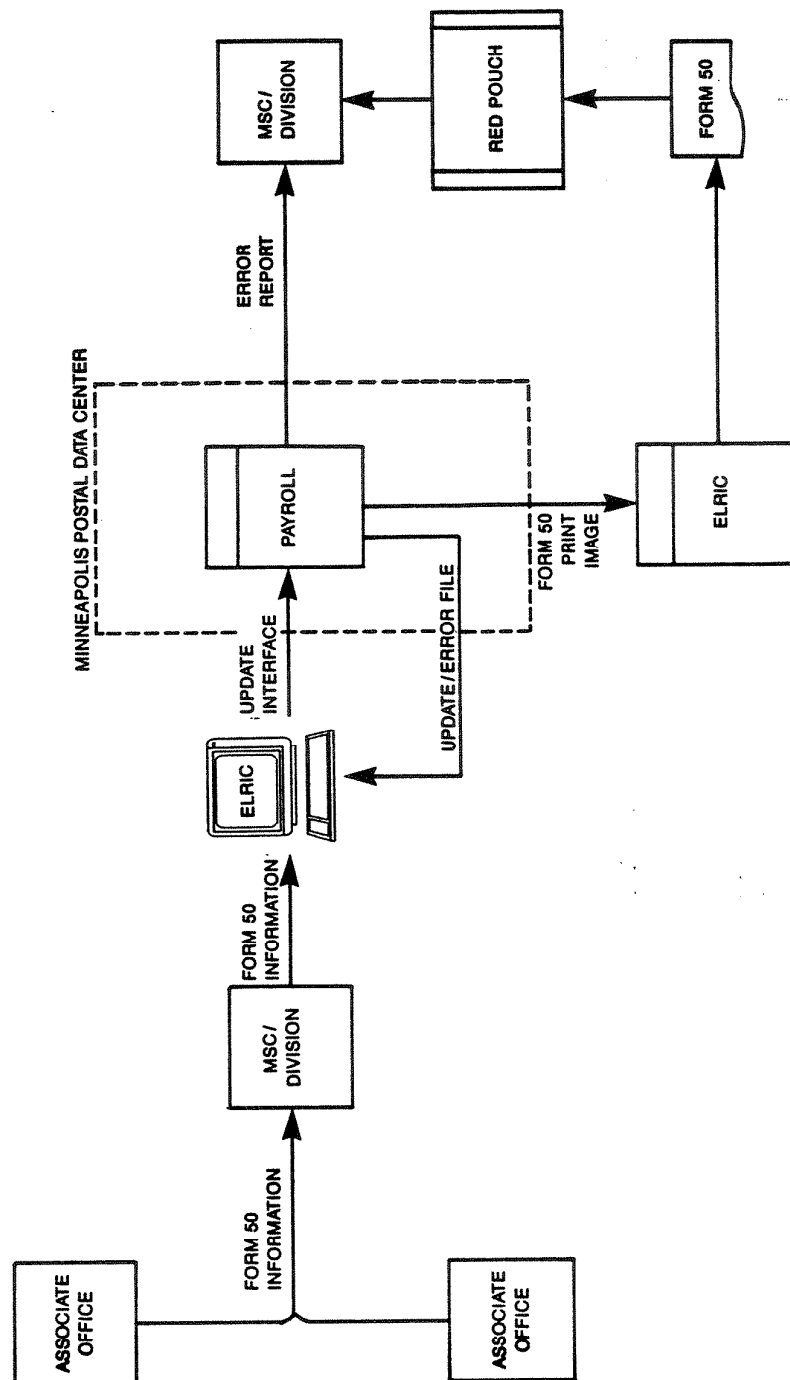 ASSOCIATE
OFFICE
ASSOCIATE
OFFICE
FORM 50
INFORMATION
MSC/
DIVISION
FORM 50
INFORMATION
ELRIC
UPDATE
INTERFACE
MINNEAPOLIS POSTAL DATA CENTER
PAYROLL
UPDATE/ERROR FILE
FORM 50
PRINT
IMAGE
ERROR
REPORT
MSC/
DIVISION
RED POUCH
ELRIC
FORM 50